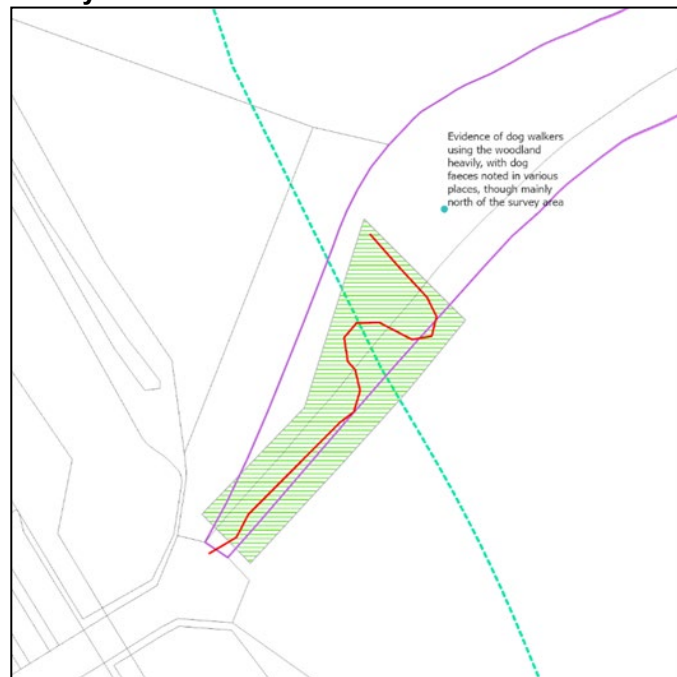 Evidence of dog walkers
using the woodland
heavily, with dog
faeces noted in various
places, though mainly
north of the survey area